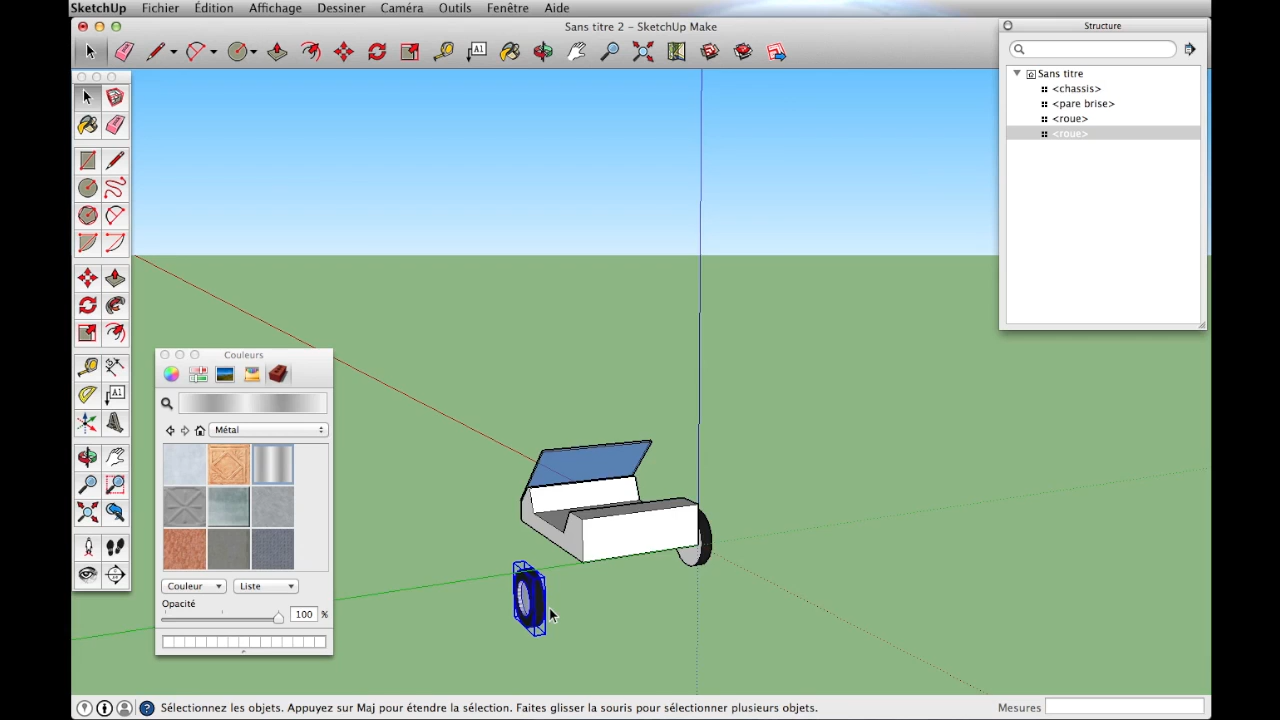 SketchUp Fichier Édition Affichage Dessiner Caméra Outils Fenêtre Aide
Sans titre 2 - SketchUp Make
Structure
A1
Sans titre
<chassis>
<pare brise>
<roue>
<roue>
A1
Couleurs
Métal
Couleur Liste
Opacité
100 %
Sélectionnez les objets. Appuyez sur Maj pour étendre la sélection. Faites glisser la souris pour sélectionner plusieurs objets.
Mesures